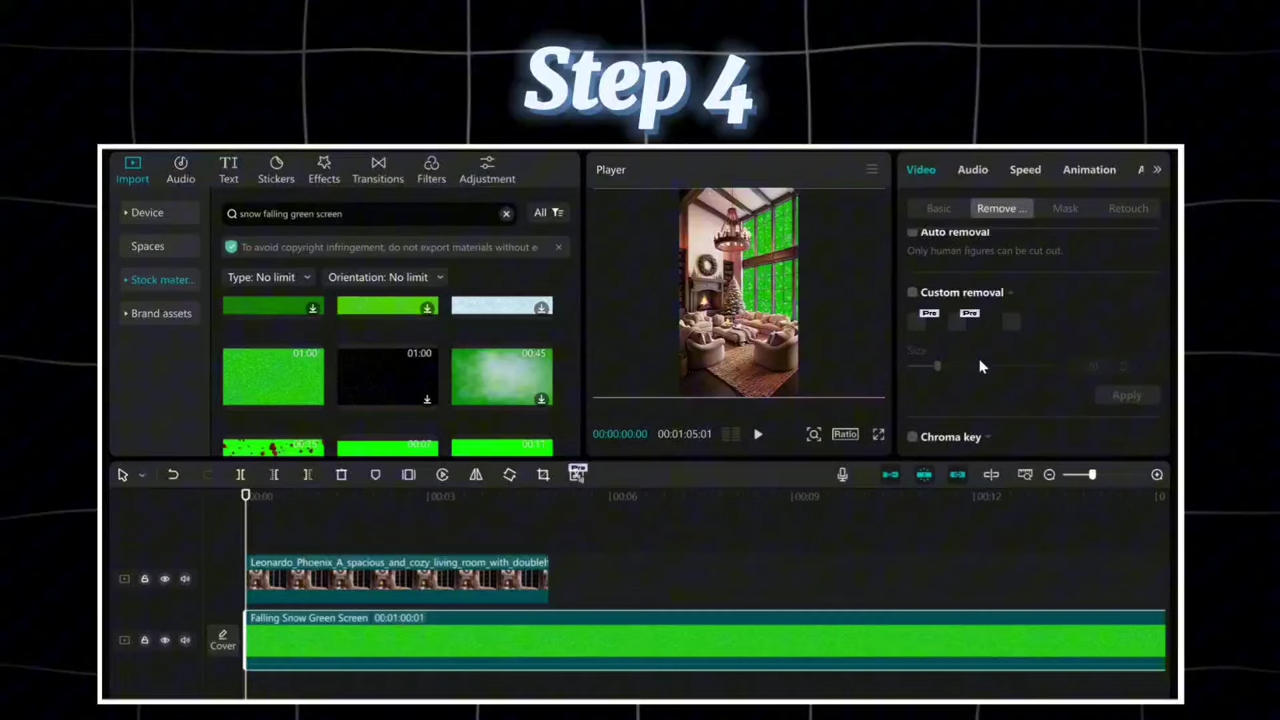 Step 4
Import
Audio
Text
Stickers
Effects
Transitions
Filters
Adjustment
Device
Spaces
Stock mater...
Brand assets
snow falling green screen
All
To avoid copyright infringement, do not export materials without e
Type: No limit
Orientation: No limit
01:00
01:00
00:45
00:15
00:07
00:11
Player
00:00:00:00
00:01:05:01
Ratio
Video
Audio
Speed
Animation
A
Basic
Remove ...
Mask
Retouch
Auto removal
Only human figures can be cut out.
Custom removal
Pro
Pro
Size
Apply
Chroma key
Pro
00:00
00:03
00:06
00:09
00:12
Leonardo_Phoenix_A_spacious_and_cozy_living_room_with_doublel
Cover
Falling Snow Green Screen 00:01:00:01